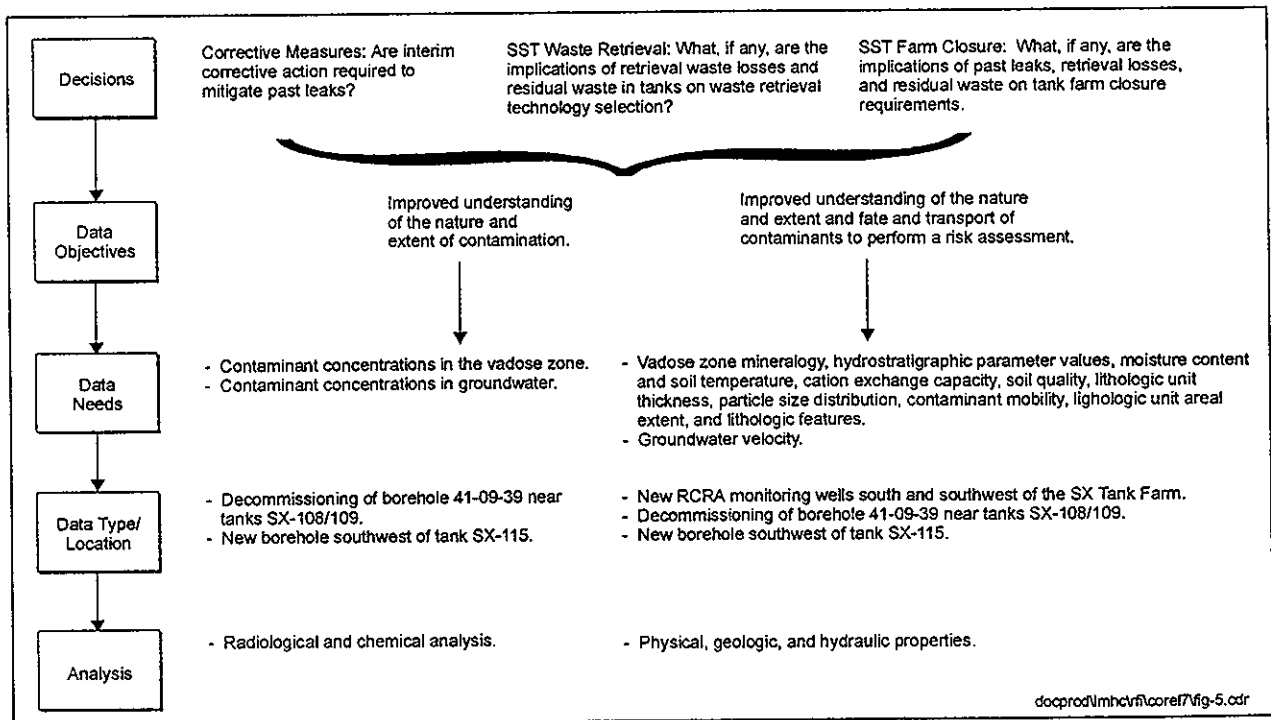 Decisions
Corrective Measures: Are interim
corrective action required to
mitigate past leaks?
SST Waste Retrieval: What, if any, are the
implications of retrieval waste losses and
residual waste in tanks on waste retrieval
technology selection?
SST Farm Closure: What, if any, are the
implications of past leaks, retrieval losses,
and residual waste on tank farm closure
requirements.
Data
Objectives
Improved understanding
of the nature and
extent of contamination.
Improved understanding of the nature
and extent and fate and transport of
contaminants to perform a risk assessment.
Data
Needs
- Contaminant concentrations in the vadose zone.
- Contaminant concentrations in groundwater.
- Vadose zone mineralogy, hydrostratigraphic parameter values, moisture content
and soil temperature, cation exchange capacity, soil quality, lithologic unit
thickness, particle size distribution, contaminant mobility, lighologic unit areal
extent, and lithologic features.
- Groundwater velocity.
Data Type/
Location
- Decommissioning of borehole 41-09-39 near
tanks SX-108/109.
- New borehole southwest of tank SX-115.
- New RCRA monitoring wells south and southwest of the SX Tank Farm.
- Decommissioning of borehole 41-09-39 near tanks SX-108/109.
- New borehole southwest of tank SX-115.
Analysis
- Radiological and chemical analysis.
- Physical, geologic, and hydraulic properties.
docprod\lmhc\rfi\corel7\fig-5.cdr